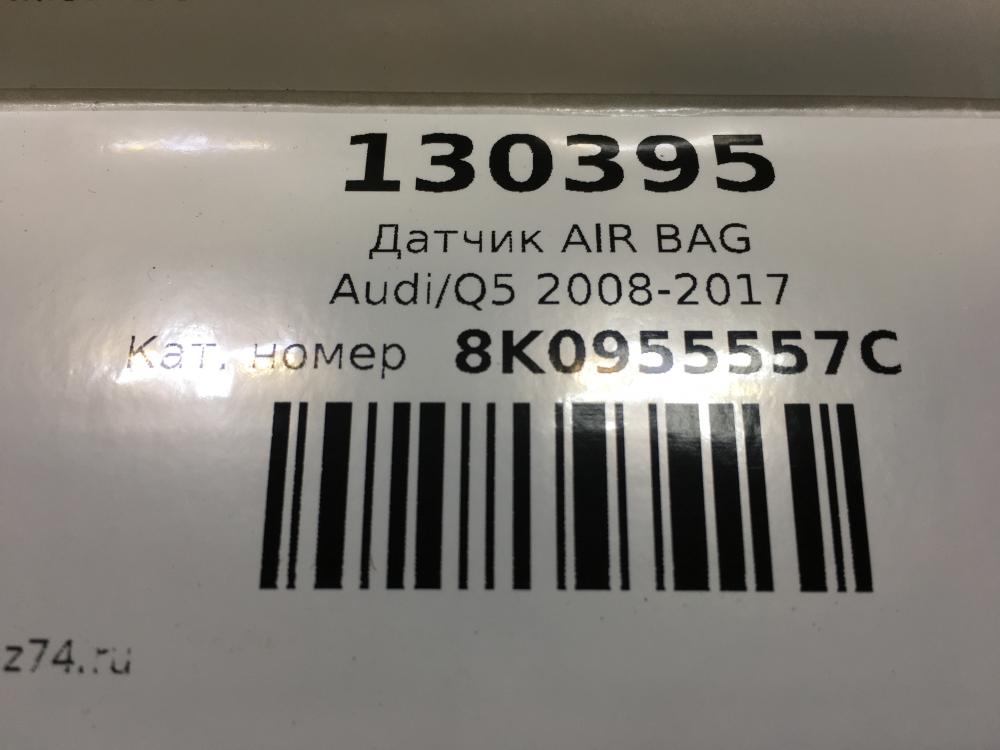 130395
Датчик AIR BAG
Audi/Q5 2008-2017
Кат. номер 8K0955557C
z74.ru